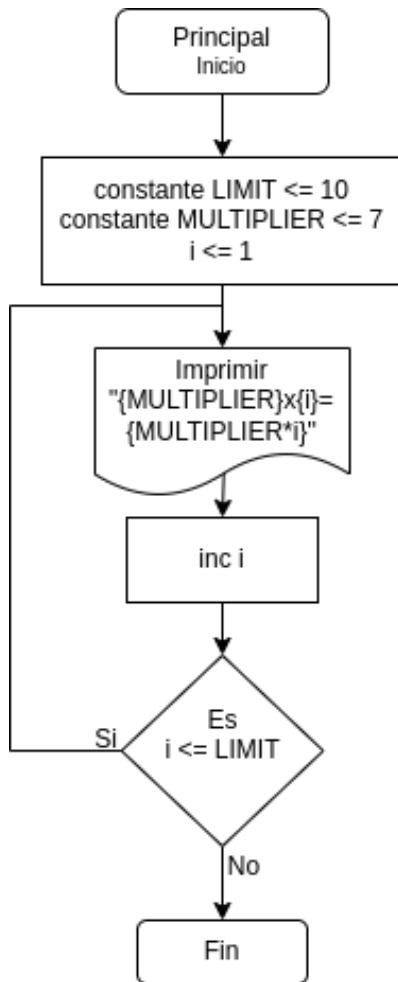 Principal
Inicio
constante LIMIT <= 10
constante MULTIPLIER <= 7
i <= 1
Imprimir
"{MULTIPLIER}x{i}=
{MULTIPLIER*i}"
inc i
Es
i <= LIMIT
Si
No
Fin